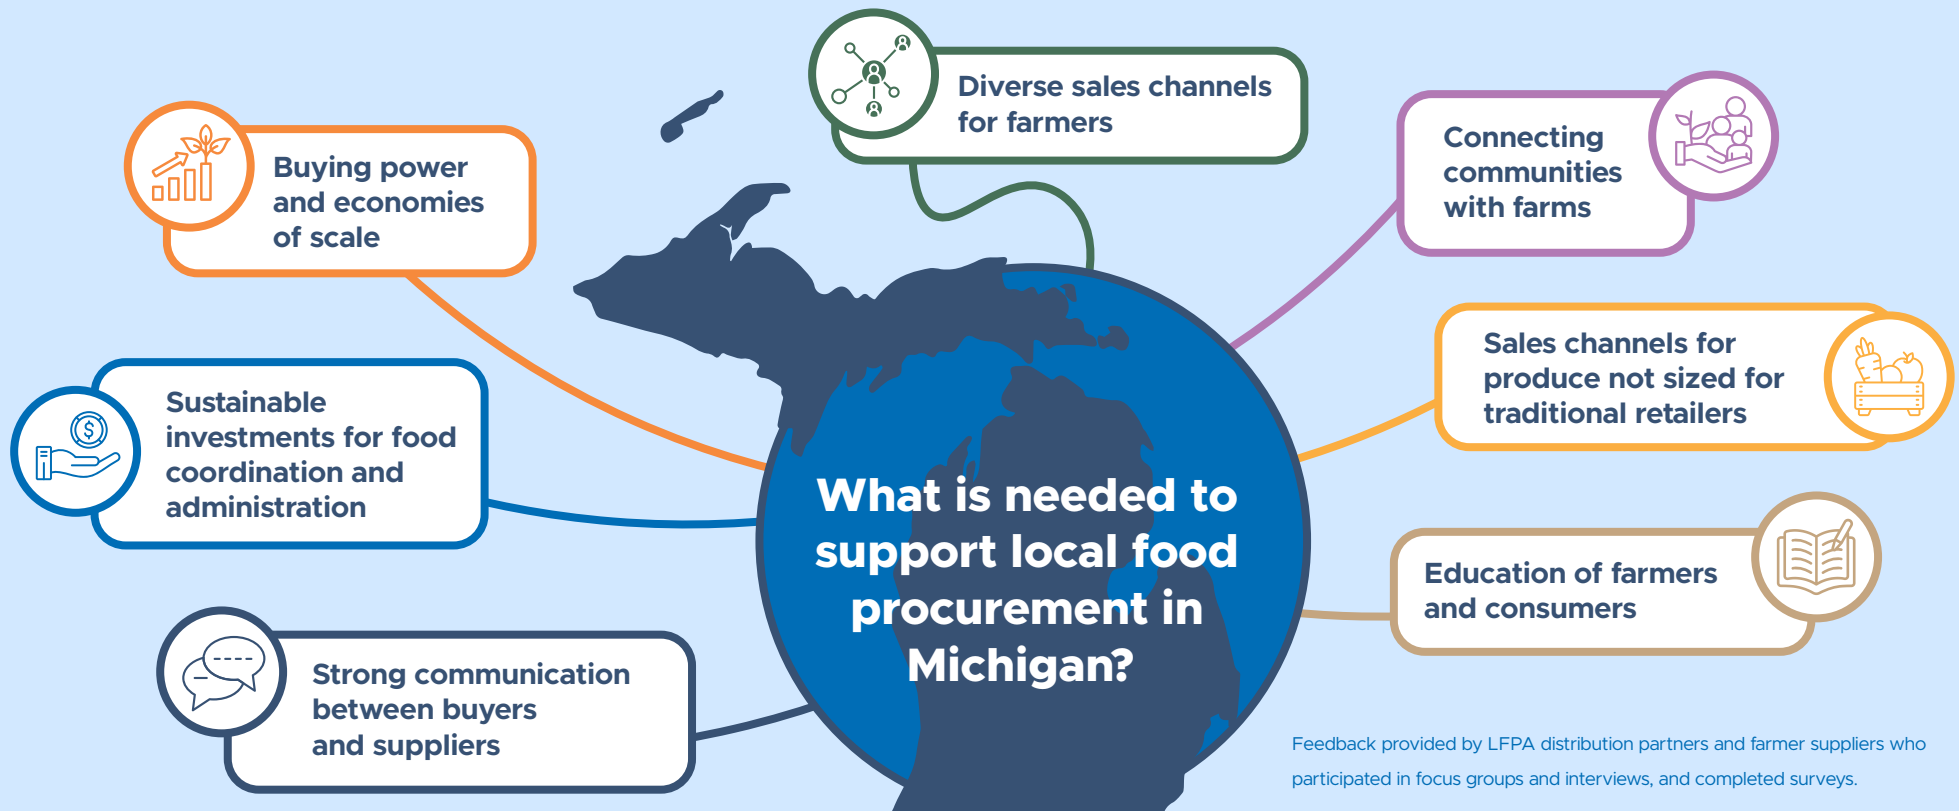 Diverse sales channels
for farmers
Buying power
and economies
of scale
Connecting
communities
with farms
Sustainable
investments for food
coordination and
administration
$
Sales channels for
produce not sized for
traditional retailers
What is needed to
support local food
procurement in
Michigan?
Education of farmers
and consumers
Strong communication
between buyers
and suppliers
Feedback provided by LFPA distribution partners and farmer suppliers who
participated in focus groups and interviews, and completed surveys.